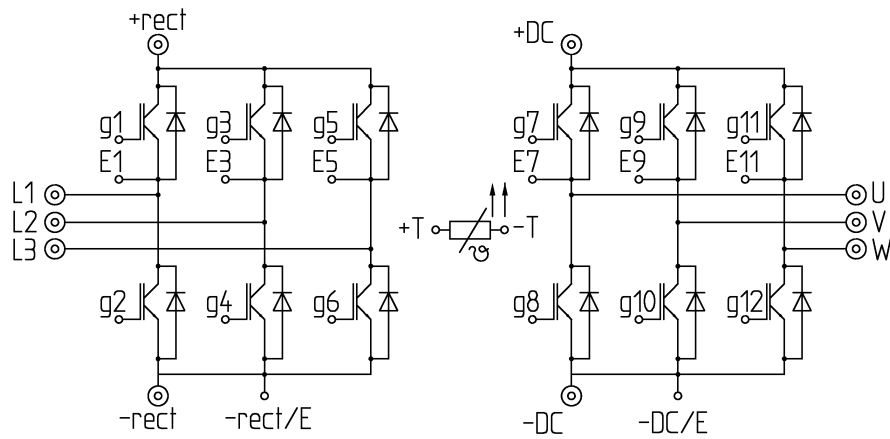 +rect
+DC
g1
g3
g5
g7
g9
g11
E1
E3
E5
E7
E9
E11
L1
U
L2
+T
-T
V
L3
ϑ
W
g2
g4
g6
g8
g10
g12
-rect
-rect/E
-DC
-DC/E